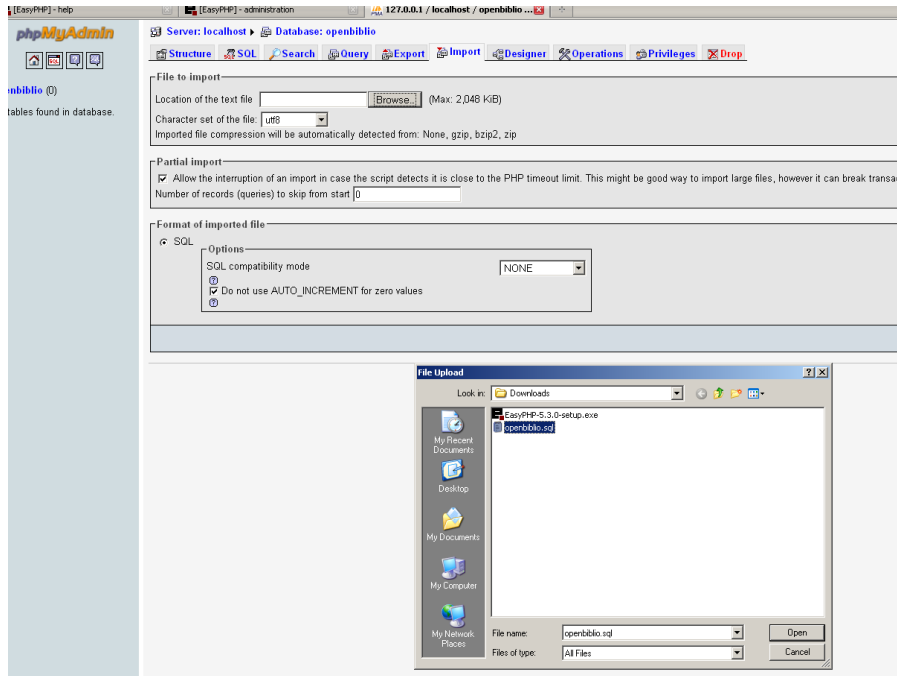 [EasyPHP] - help
[EasyPHP] - administration
127.0.0.1 / localhost / openbiblio ...
phpMyAdmin
Server: localhost Database: openbiblio
Structure SQL Search Query Export Import Designer Operations Privileges Drop
enbiblio (0)
tables found in database.
File to import
Location of the text file Browse.. (Max: 2,048 KiB)
Character set of the file: utf8
Imported file compression will be automatically detected from: None, gzip, bzip2, zip
Partial import
Allow the interruption of an import in case the script detects it is close to the PHP timeout limit. This might be good way to import large files, however it can break transa
Number of records (queries) to skip from start 0
Format of imported file
SQL
Options
SQL compatibility mode NONE
Do not use AUTO_INCREMENT for zero values
File Upload
Look in: Downloads
EasyPHP-5.3.0-setup.exe
openbiblio.sql
My Recent
Documents
Desktop
My Documents
My Computer
My Network
Places
File name: openbiblio.sql Open
Files of type: All Files Cancel